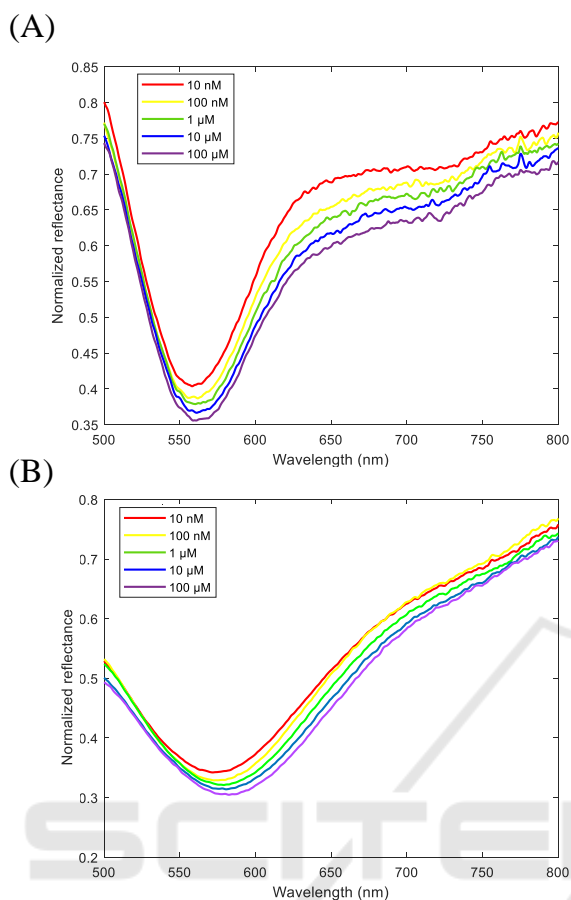 (A)
0.85
0.8
0.75
0.7
0.65
0.6
0.55
0.5
0.45
0.4
0.35
Normalized reflectance
10 nM
100 nM
1 µM
10 µM
100 µM
500 550 600 650 700 750 800
Wavelength (nm)
(B)
0.8
0.7
0.6
0.5
0.4
0.3
0.2
Normalized reflectance
10 nM
100 nM
1 µM
10 µM
100 µM
500 550 600 650 700 750 800
Wavelength (nm)